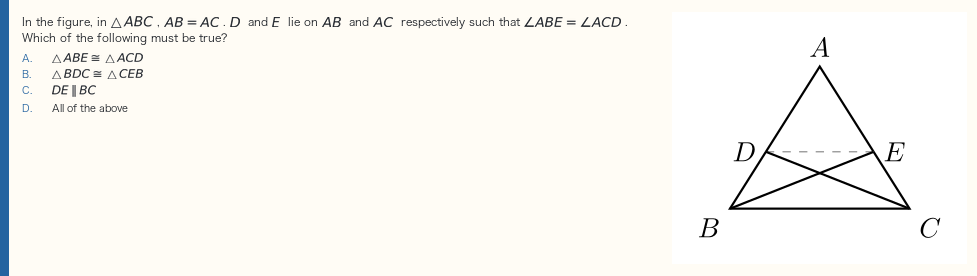 In the figure, in △ABC , AB = AC . D and E lie on AB and AC respectively such that ∠ABE = ∠ACD .
Which of the following must be true?
A. △ABE ≅ △ACD
B. △BDC ≅ △CEB
C. DE ∥ BC
D. All of the above
A
D E
B C